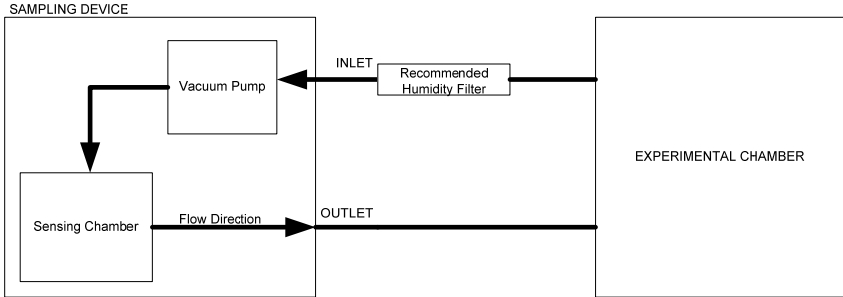 SAMPLING DEVICE
Vacuum Pump
INLET
Recommended
Humidity Filter
EXPERIMENTAL CHAMBER
Sensing Chamber
Flow Direction
OUTLET